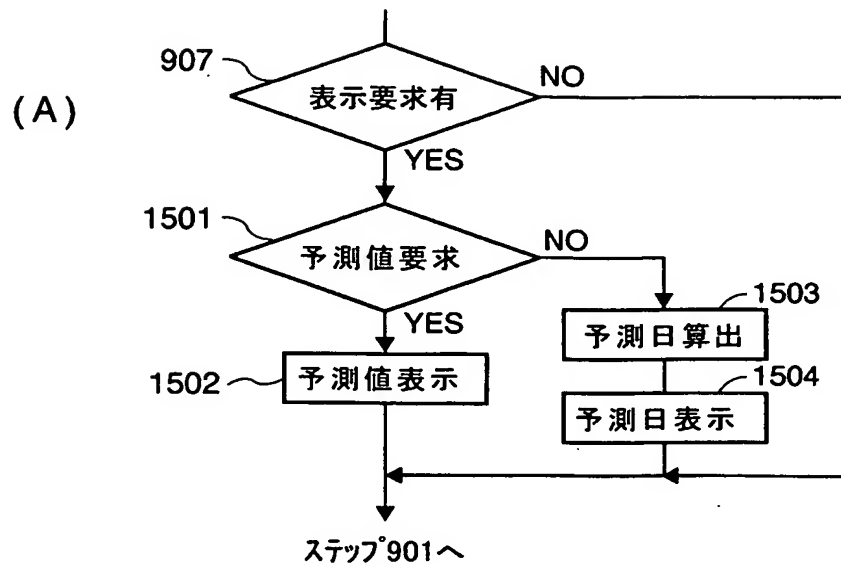 (A)
907
表示要求有
NO
YES
1501
予測値要求
NO
YES
1503
予測日算出
1502
予測値表示
1504
予測日表示
ステップ901へ